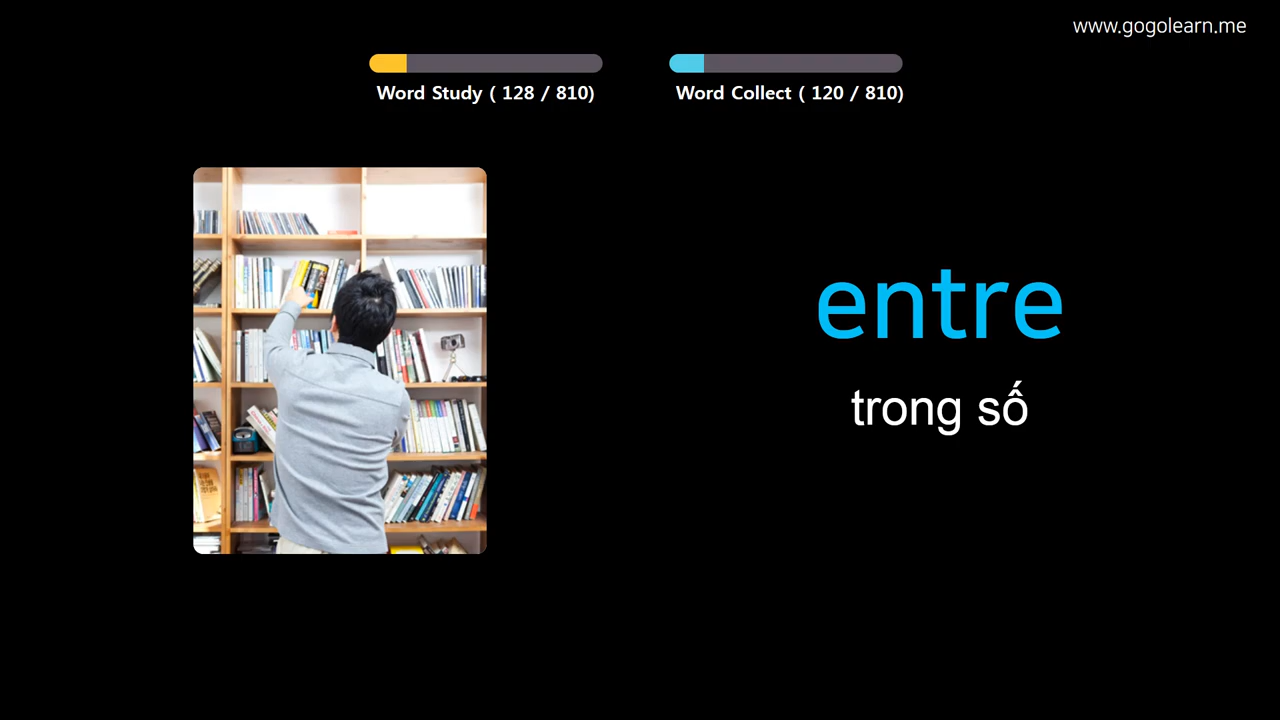 www.gogolearn.me
Word Study ( 128 / 810)
Word Collect ( 120 / 810)
entre
trong số